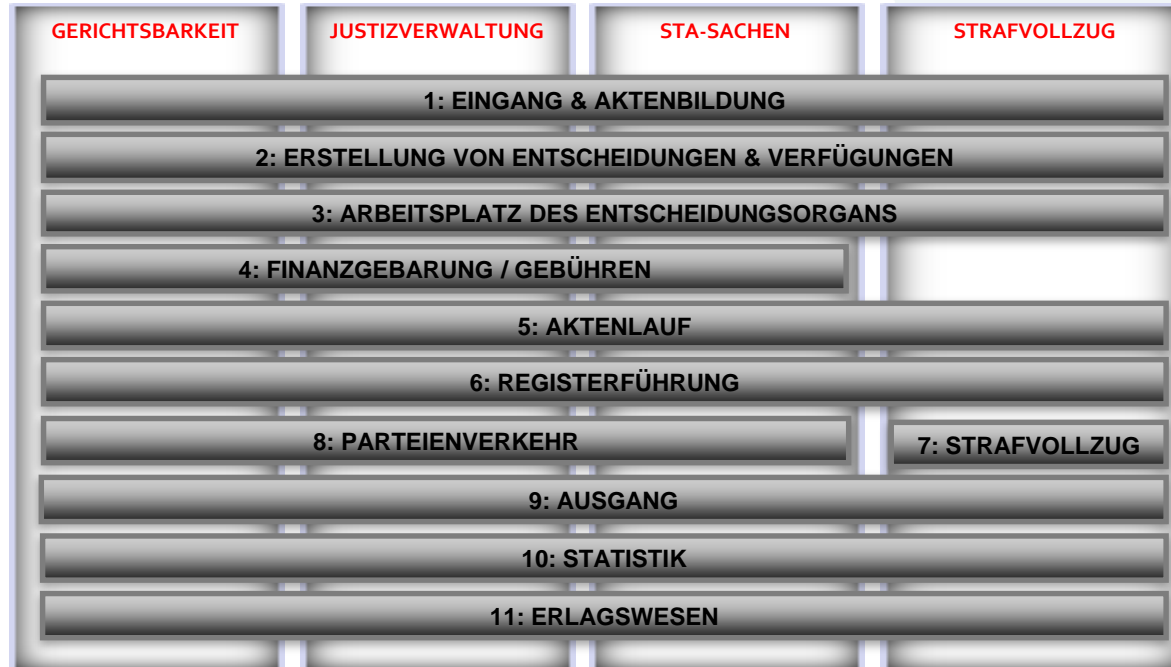 GERICHTSBARKEIT
JUSTIZVERWALTUNG
STA-SACHEN
STRAFVOLLZUG
1: EINGANG & AKTENBILDUNG
2: ERSTELLUNG VON ENTSCHEIDUNGEN & VERFÜGUNGEN
3: ARBEITSPLATZ DES ENTSCHEIDUNGSORGANS
4: FINANZGEBARUNG / GEBÜHREN
5: AKTENLAUF
6: REGISTERFÜHRUNG
8: PARTEIENVERKEHR
7: STRAFVOLLZUG
9: AUSGANG
10: STATISTIK
11: ERLAGSWESEN